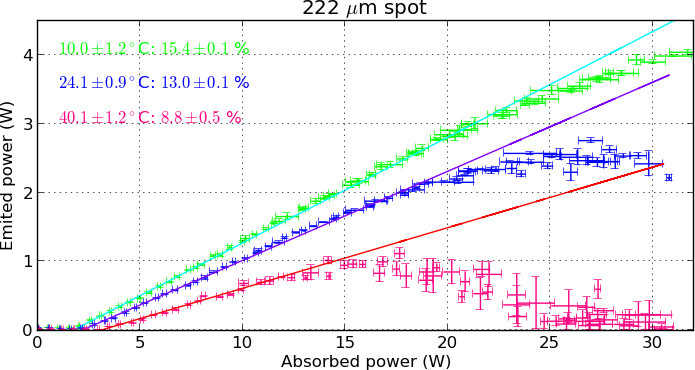 222 μm spot
10.0±1.2°C: 15.4±0.1 %
24.1±0.9°C: 13.0±0.1 %
40.1±1.2°C: 8.8±0.5 %
Emited power (W)
4
3
2
1
0
0 5 10 15 20 25 30
Absorbed power (W)